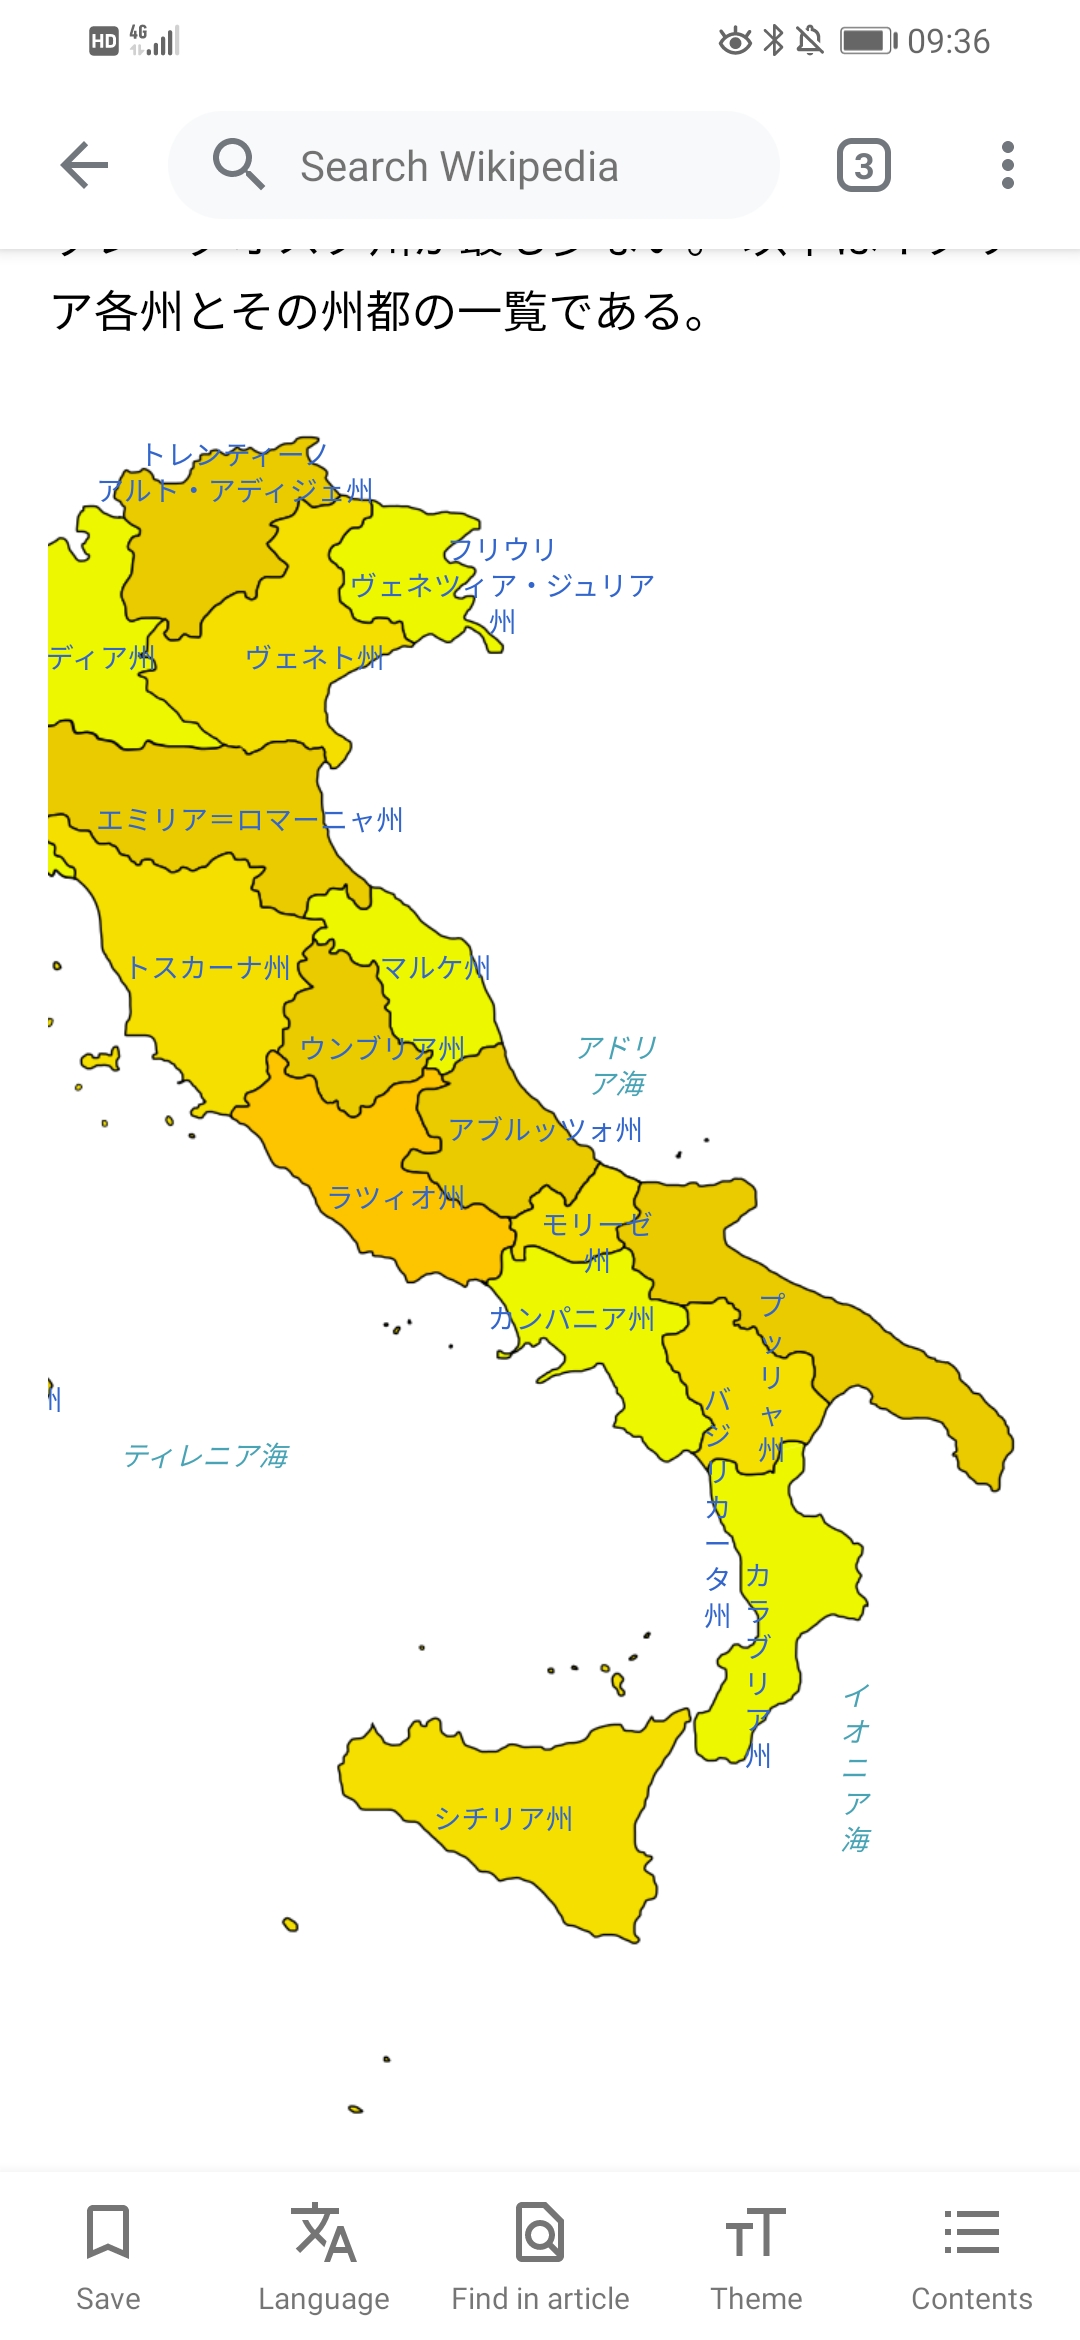 HD 4G 09:36
Search Wikipedia 3
ア各州とその州都の一覧である。
トレンティーノ
アルト・アディジェ州
フリウリ
ヴェネツィア・ジュリア
州
ディア州
ヴェネト州
エミリア＝ロマーニャ州
トスカーナ州
マルケ州
ウンブリア州
アドリ
ア海
アブルッツォ州
ラツィオ州
モリーゼ
州
カンパニア州
プッリャ州
バジリカータ州
州
ティレニア海
カラブリア州
イオニア海
シチリア州
Save Language Find in article Theme Contents